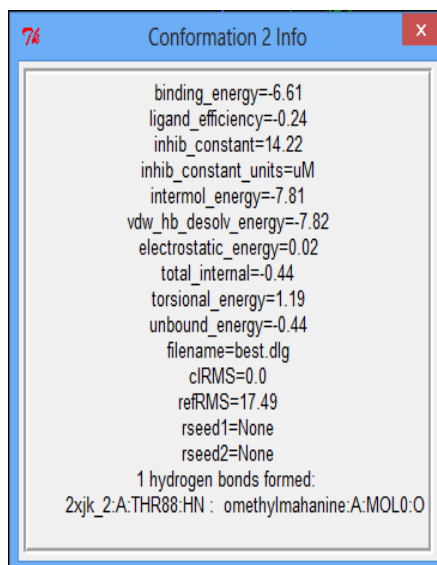 Conformation 2 Info
x
binding_energy=-6.61
ligand_efficiency=-0.24
inhib_constant=14.22
inhib_constant_units=uM
intermol_energy=-7.81
vdw_hb_desolv_energy=-7.82
electrostatic_energy=0.02
total_internal=-0.44
torsional_energy=1.19
unbound_energy=-0.44
filename=best.dlg
clRMS=0.0
refRMS=17.49
rseed1=None
rseed2=None
1 hydrogen bonds formed:
2xjk_2:A:THR88:HN : omethylmahanine:A:MOL0:O